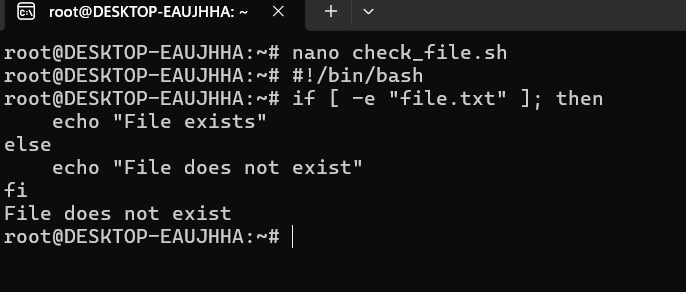 root@DESKTOP-EAUJHHA: ~
root@DESKTOP-EAUJHHA:~# nano check_file.sh
root@DESKTOP-EAUJHHA:~# #!/bin/bash
root@DESKTOP-EAUJHHA:~# if [ -e "file.txt" ]; then
    echo "File exists"
else
    echo "File does not exist"
fi
File does not exist
root@DESKTOP-EAUJHHA:~#